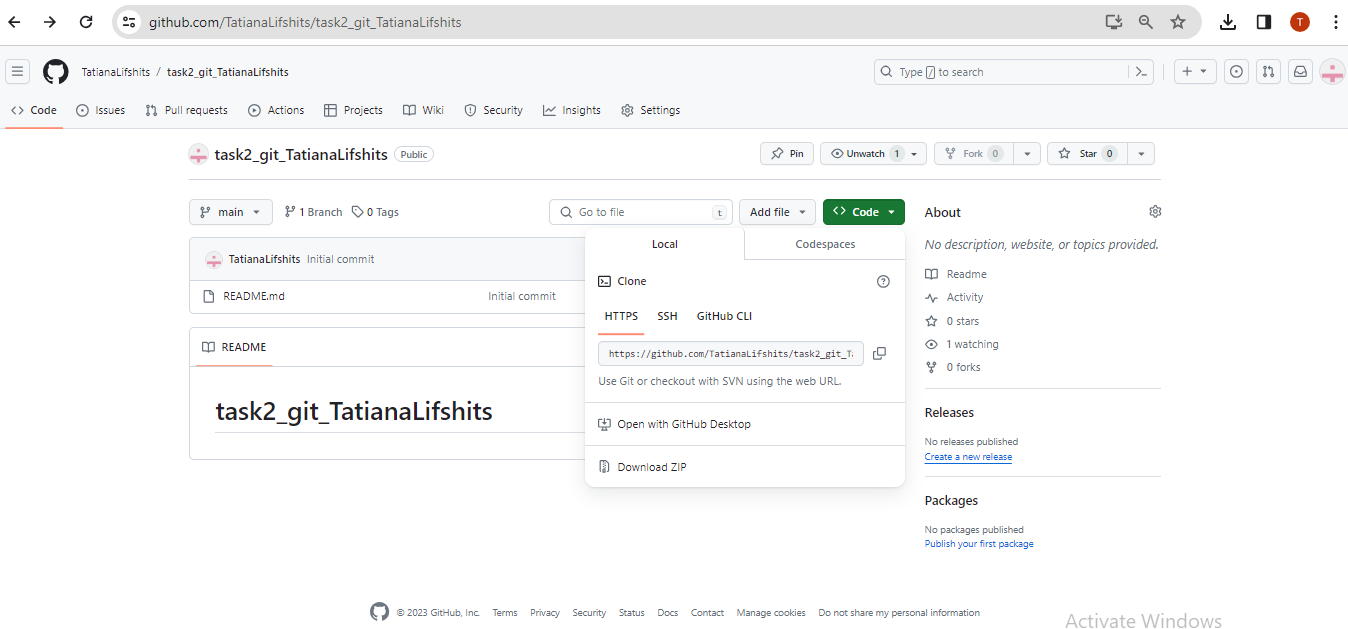 github.com/TatianaLifshits/task2_git_TatianaLifshits
T
TatianaLifshits / task2_git_TatianaLifshits
Type / to search
Code Issues Pull requests Actions Projects Wiki Security Insights Settings
task2_git_TatianaLifshits Public
Pin Unwatch 1 Fork 0 Star 0
main 1 Branch 0 Tags Go to file t Add file Code
About
No description, website, or topics provided.
Readme
Activity
0 stars
1 watching
0 forks
Releases
No releases published
Create a new release
Packages
No packages published
Publish your first package
TatianaLifshits Initial commit
README.md Initial commit
README
task2_git_TatianaLifshits
Local Codespaces
Clone
HTTPS SSH GitHub CLI
https://github.com/TatianaLifshits/task2_git_T
Use Git or checkout with SVN using the web URL.
Open with GitHub Desktop
Download ZIP
© 2023 GitHub, Inc. Terms Privacy Security Status Docs Contact Manage cookies Do not share my personal information
Activate Windows